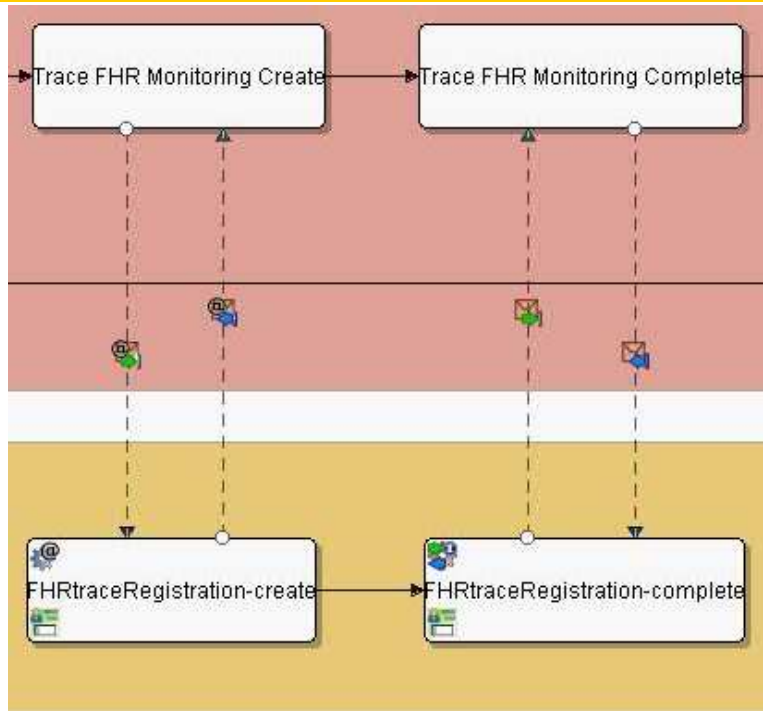 Trace FHR Monitoring Create
Trace FHR Monitoring Complete
@
@
@
FHRtraceRegistration-create
FHRtraceRegistration-complete